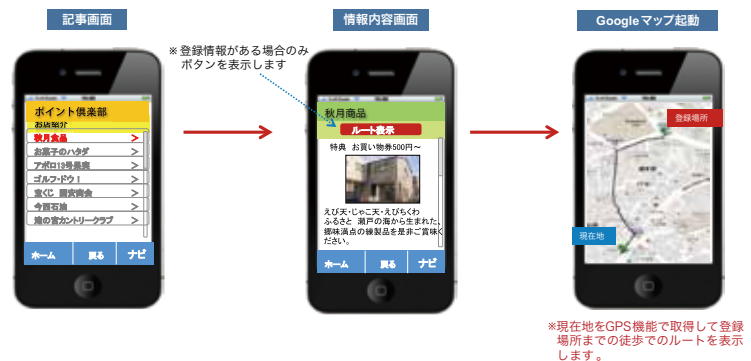 記事画面
情報内容画面
Googleマップ起動
※登録情報がある場合のみ
ボタンを表示します
ポイント倶楽部
お店紹介
秋月食品 >
お菓子のハタダ >
アポロ13号果実 >
ゴルフ・ドゥ! >
宝くじ 国安商会 >
今西石油 >
滝の宮カントリークラブ >
ホーム 戻る ナビ
秋月商品
ルート表示
特典 お買い物券500円~
えび天・じゃこ天・えびちくわ
ふるさと 瀬戸の海から生まれた、
郷味満点の練製品を是非ご賞味く
ださい。
ホーム 戻る ナビ
登録場所
現在地
※現在地をGPS機能で取得して登録
場所までの徒歩でのルートを表示
します。